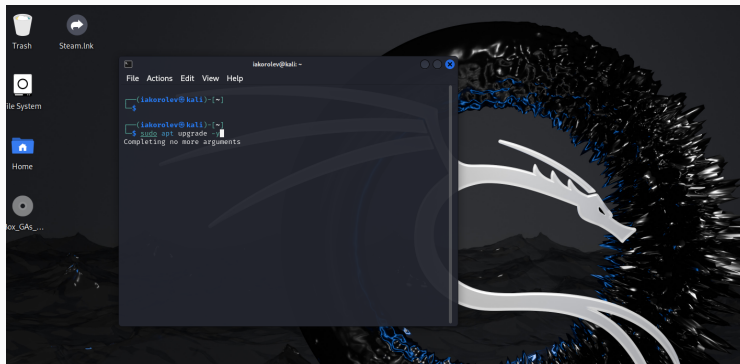 Trash
Steam.lnk
File System
Home
iakorolev@kali: ~
File Actions Edit View Help
┌──(iakorolev㉿kali)-[~]
└─$
┌──(iakorolev㉿kali)-[~]
└─$ sudo apt upgrade -y
Completing no more arguments